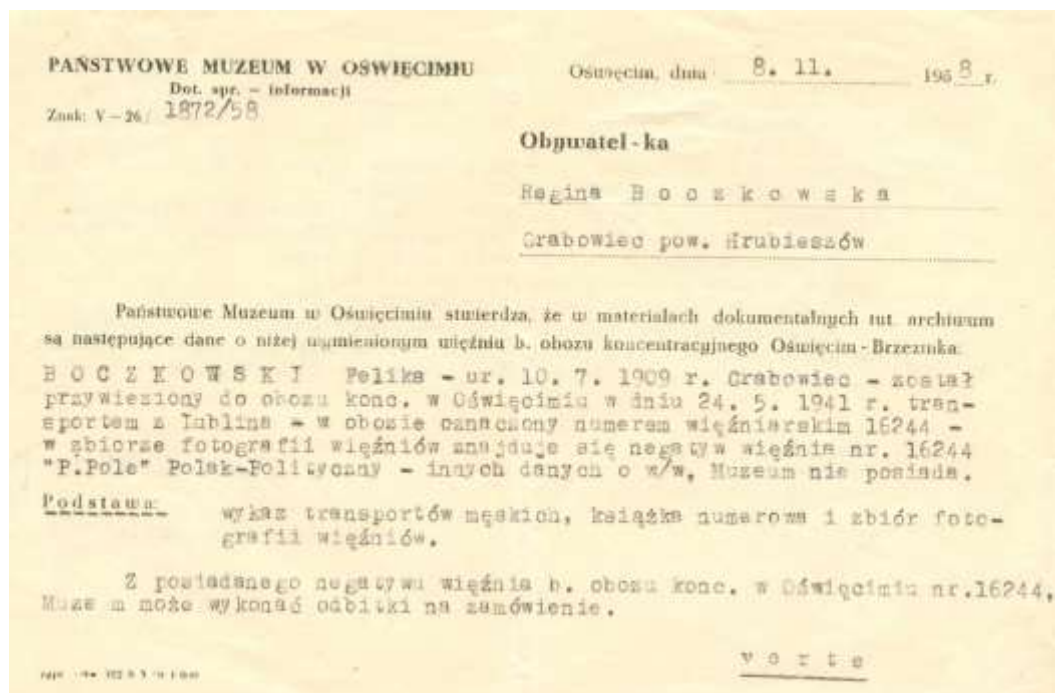 PAŃSTWOWE MUZEUM W OŚWIĘCIMIU
Dot. spr. – informacji
Znak: V – 26/ 1872/58
Oświęcim, dnia 8. 11. 1958 r.
Obywatel - ka
Regina B o c z k o w s k a
Grabowiec pow. Hrubieszów
Państwowe Muzeum w Oświęcimiu stwierdza, że w materiałach dokumentalnych tut. archiwum
są następujące dane o niżej wymienionym więźniu b. obozu koncentracyjnego Oświęcim-Brzezinka:
B O C Z K O W S K I Feliks – ur. 10. 7. 1909 r. Grabowiec – został
przywieziony do obozu konc. w Oświęcimiu w dniu 24. 5. 1941 r. tran-
sportem z Lublina – w obozie oznaczony numerem więźniarskim 16244 –
w zbiorze fotografii więźniów znajduje się negatyw więźnia nr. 16244
"P.Pole" Polak-Polityczny – innych danych o w/w, Muzeum nie posiada.
Podstawa:
wykaz transportów męskich, książka numerowa i zbiór foto-
grafii więźniów.
Z posiadanego negatywu więźnia b. obozu konc. w Oświęcimiu nr.16244,
Muze m może wykonać odbitki na zamówienie.
v o r t e